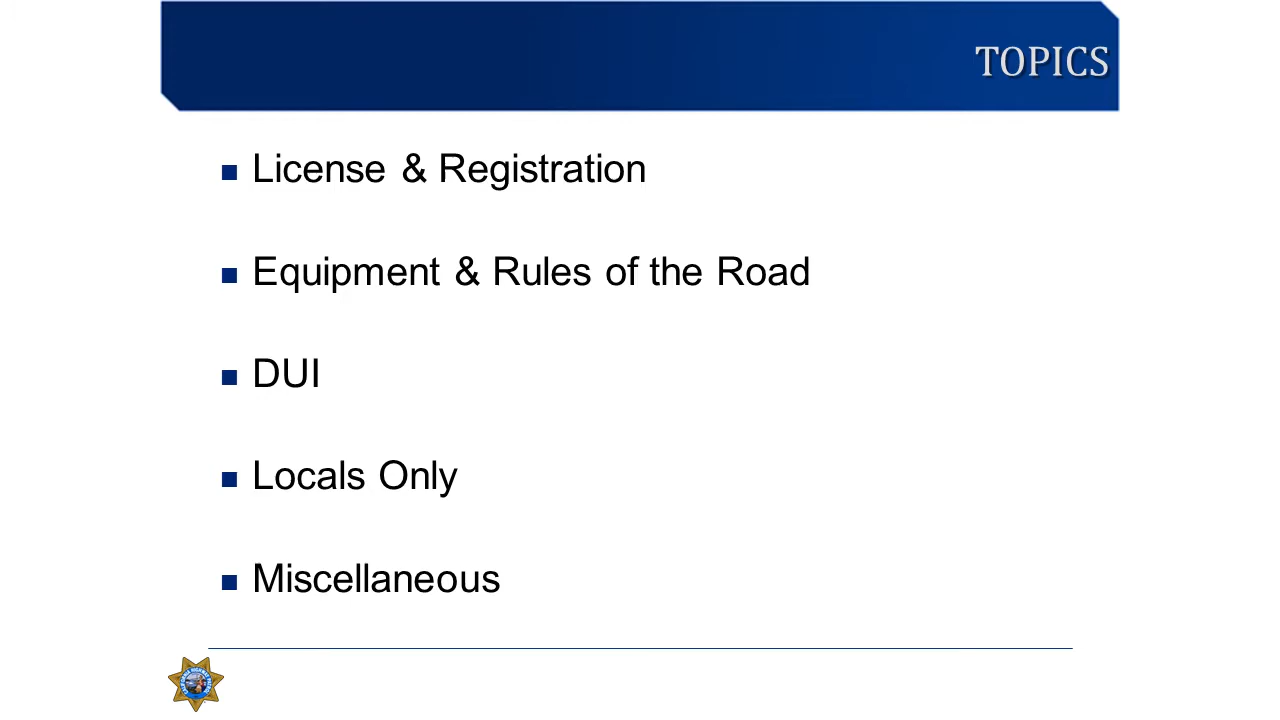 TOPICS
License & Registration
Equipment & Rules of the Road
DUI
Locals Only
Miscellaneous